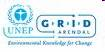 UNEP
GRID
ARENDAL
Environmental Knowledge for Change